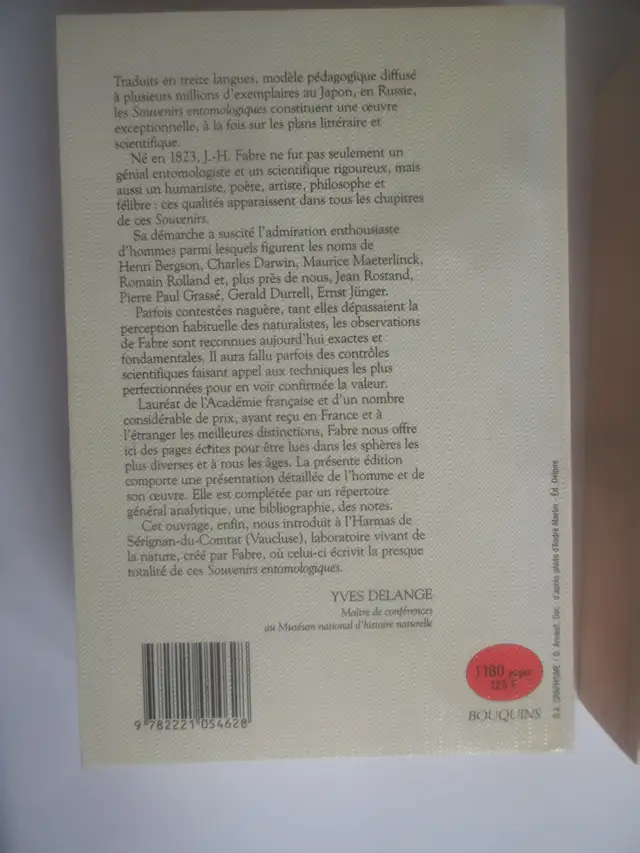 Traduits en treize langues, modèle pédagogique diffusé
à plusieurs millions d'exemplaires au Japon, en Russie,
les Souvenirs entomologiques constituent une œuvre
exceptionnelle, à la fois sur les plans littéraire et
scientifique.
Né en 1823, J.-H. Fabre ne fut pas seulement un
génial entomologiste et un scientifique rigoureux, mais
aussi un humaniste, poète, artiste, philosophe et
félibre : ces qualités apparaissent dans tous les chapitres
de ces Souvenirs.
Sa démarche a suscité l'admiration enthousiaste
d'hommes parmi lesquels figurent les noms de
Henri Bergson, Charles Darwin, Maurice Maeterlinck,
Romain Rolland et, plus près de nous, Jean Rostand,
Pierre Paul Grassé, Gerald Durrell, Ernst Jünger.
Parfois contestées naguère, tant elles dépassaient la
perception habituelle des naturalistes, les observations
de Fabre sont reconnues aujourd'hui exactes et
fondamentales. Il aura fallu parfois des contrôles
scientifiques faisant appel aux techniques les plus
perfectionnées pour en voir confirmée la valeur.
Lauréat de l'Académie française et d'un nombre
considérable de prix, ayant reçu en France et à
l'étranger les meilleures distinctions, Fabre nous offre
ici des pages écrites pour être lues dans les sphères les
plus diverses et à tous les âges. La présente édition
comporte une présentation détaillée de l'homme et de
son œuvre. Elle est complétée par un répertoire
général analytique, une bibliographie, des notes.
Cet ouvrage, enfin, nous introduit à l'Harmas de
Sérignan-du-Comtat (Vaucluse), laboratoire vivant de
la nature, créé par Fabre, où celui-ci écrivit la presque
totalité de ces Souvenirs entomologiques.
YVES DELANGE
Maître de conférences
au Muséum national d'histoire naturelle
9 782221 054628
1180 pages
125 F
BOUQUINS
D.A. GRAPHISME / D. Arnault. Doc. d'après photo d'André Martin - Éd. Delpire